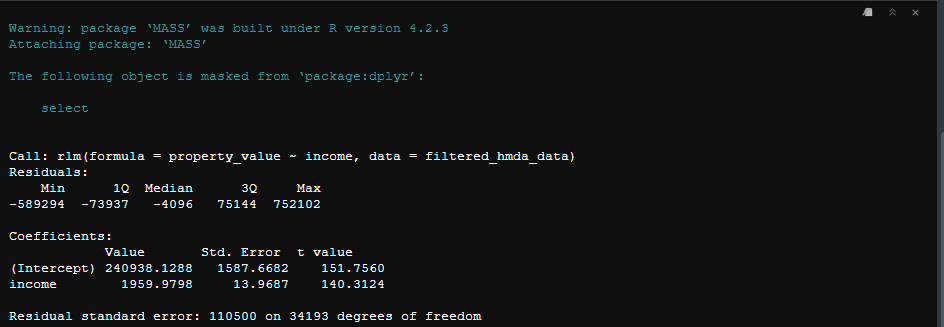 Warning: package ‘MASS’ was built under R version 4.2.3
Attaching package: ‘MASS’
The following object is masked from ‘package:dplyr’:
select
Call: rlm(formula = property_value ~ income, data = filtered_hmda_data)
Residuals:
Min 1Q Median 3Q Max
-589294 -73937 -4096 75144 752102
Coefficients:
Value Std. Error t value
(Intercept) 240938.1288 1587.6682 151.7560
income 1959.9798 13.9687 140.3124
Residual standard error: 110500 on 34193 degrees of freedom